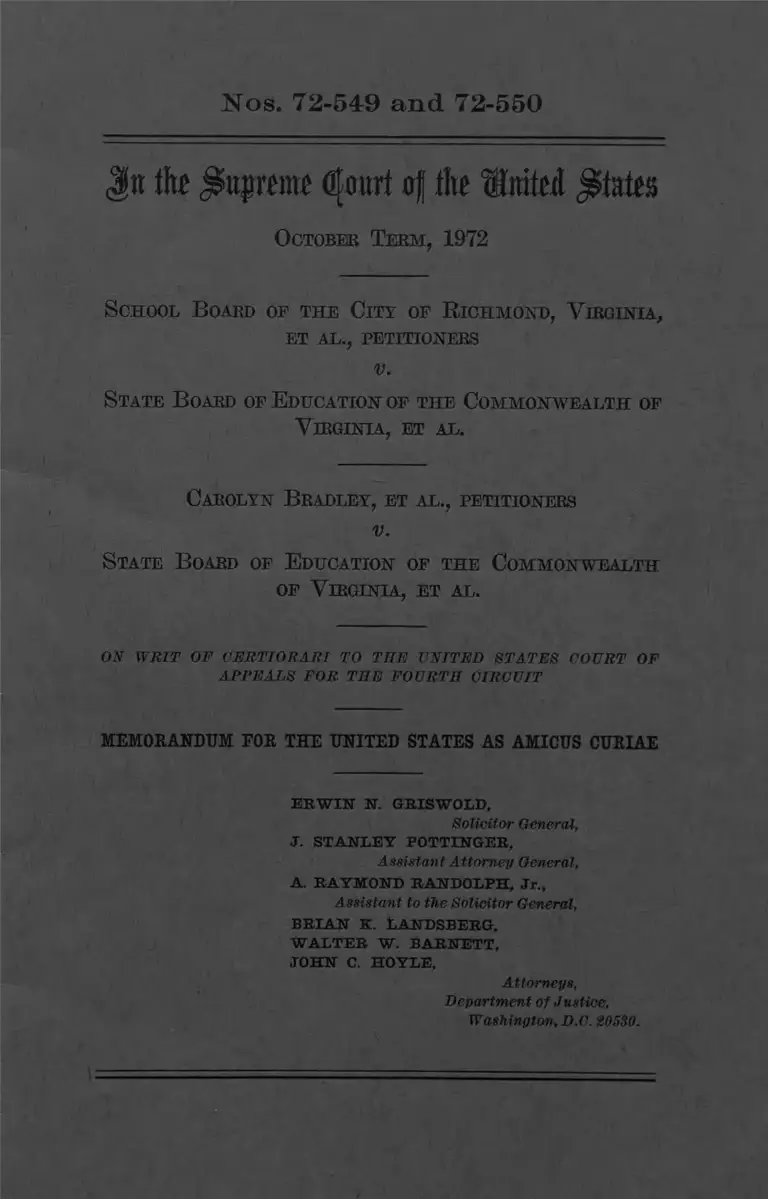 Nos. 72-549 and 72-550
In the Supreme Court of the United States
OCTOBER TERM, 1972
SCHOOL BOARD OF THE CITY OF RICHMOND, VIRGINIA,
ET AL., PETITIONERS
v.
STATE BOARD OF EDUCATION OF THE COMMONWEALTH OF
VIRGINIA, ET AL.
CAROLYN BRADLEY, ET AL., PETITIONERS
v.
STATE BOARD OF EDUCATION OF THE COMMONWEALTH
OF VIRGINIA, ET AL.
ON WRIT OF CERTIORARI TO THE UNITED STATES COURT OF
APPEALS FOR THE FOURTH CIRCUIT
MEMORANDUM FOR THE UNITED STATES AS AMICUS CURIAE
ERWIN N. GRISWOLD,
Solicitor General,
J. STANLEY POTTINGER,
Assistant Attorney General,
A. RAYMOND RANDOLPH, Jr.,
Assistant to the Solicitor General,
BRIAN K. LANDSBERG,
WALTER W. BARNETT,
JOHN C. HOYLE,
Attorneys,
Department of Justice,
Washington, D.C. 20530.